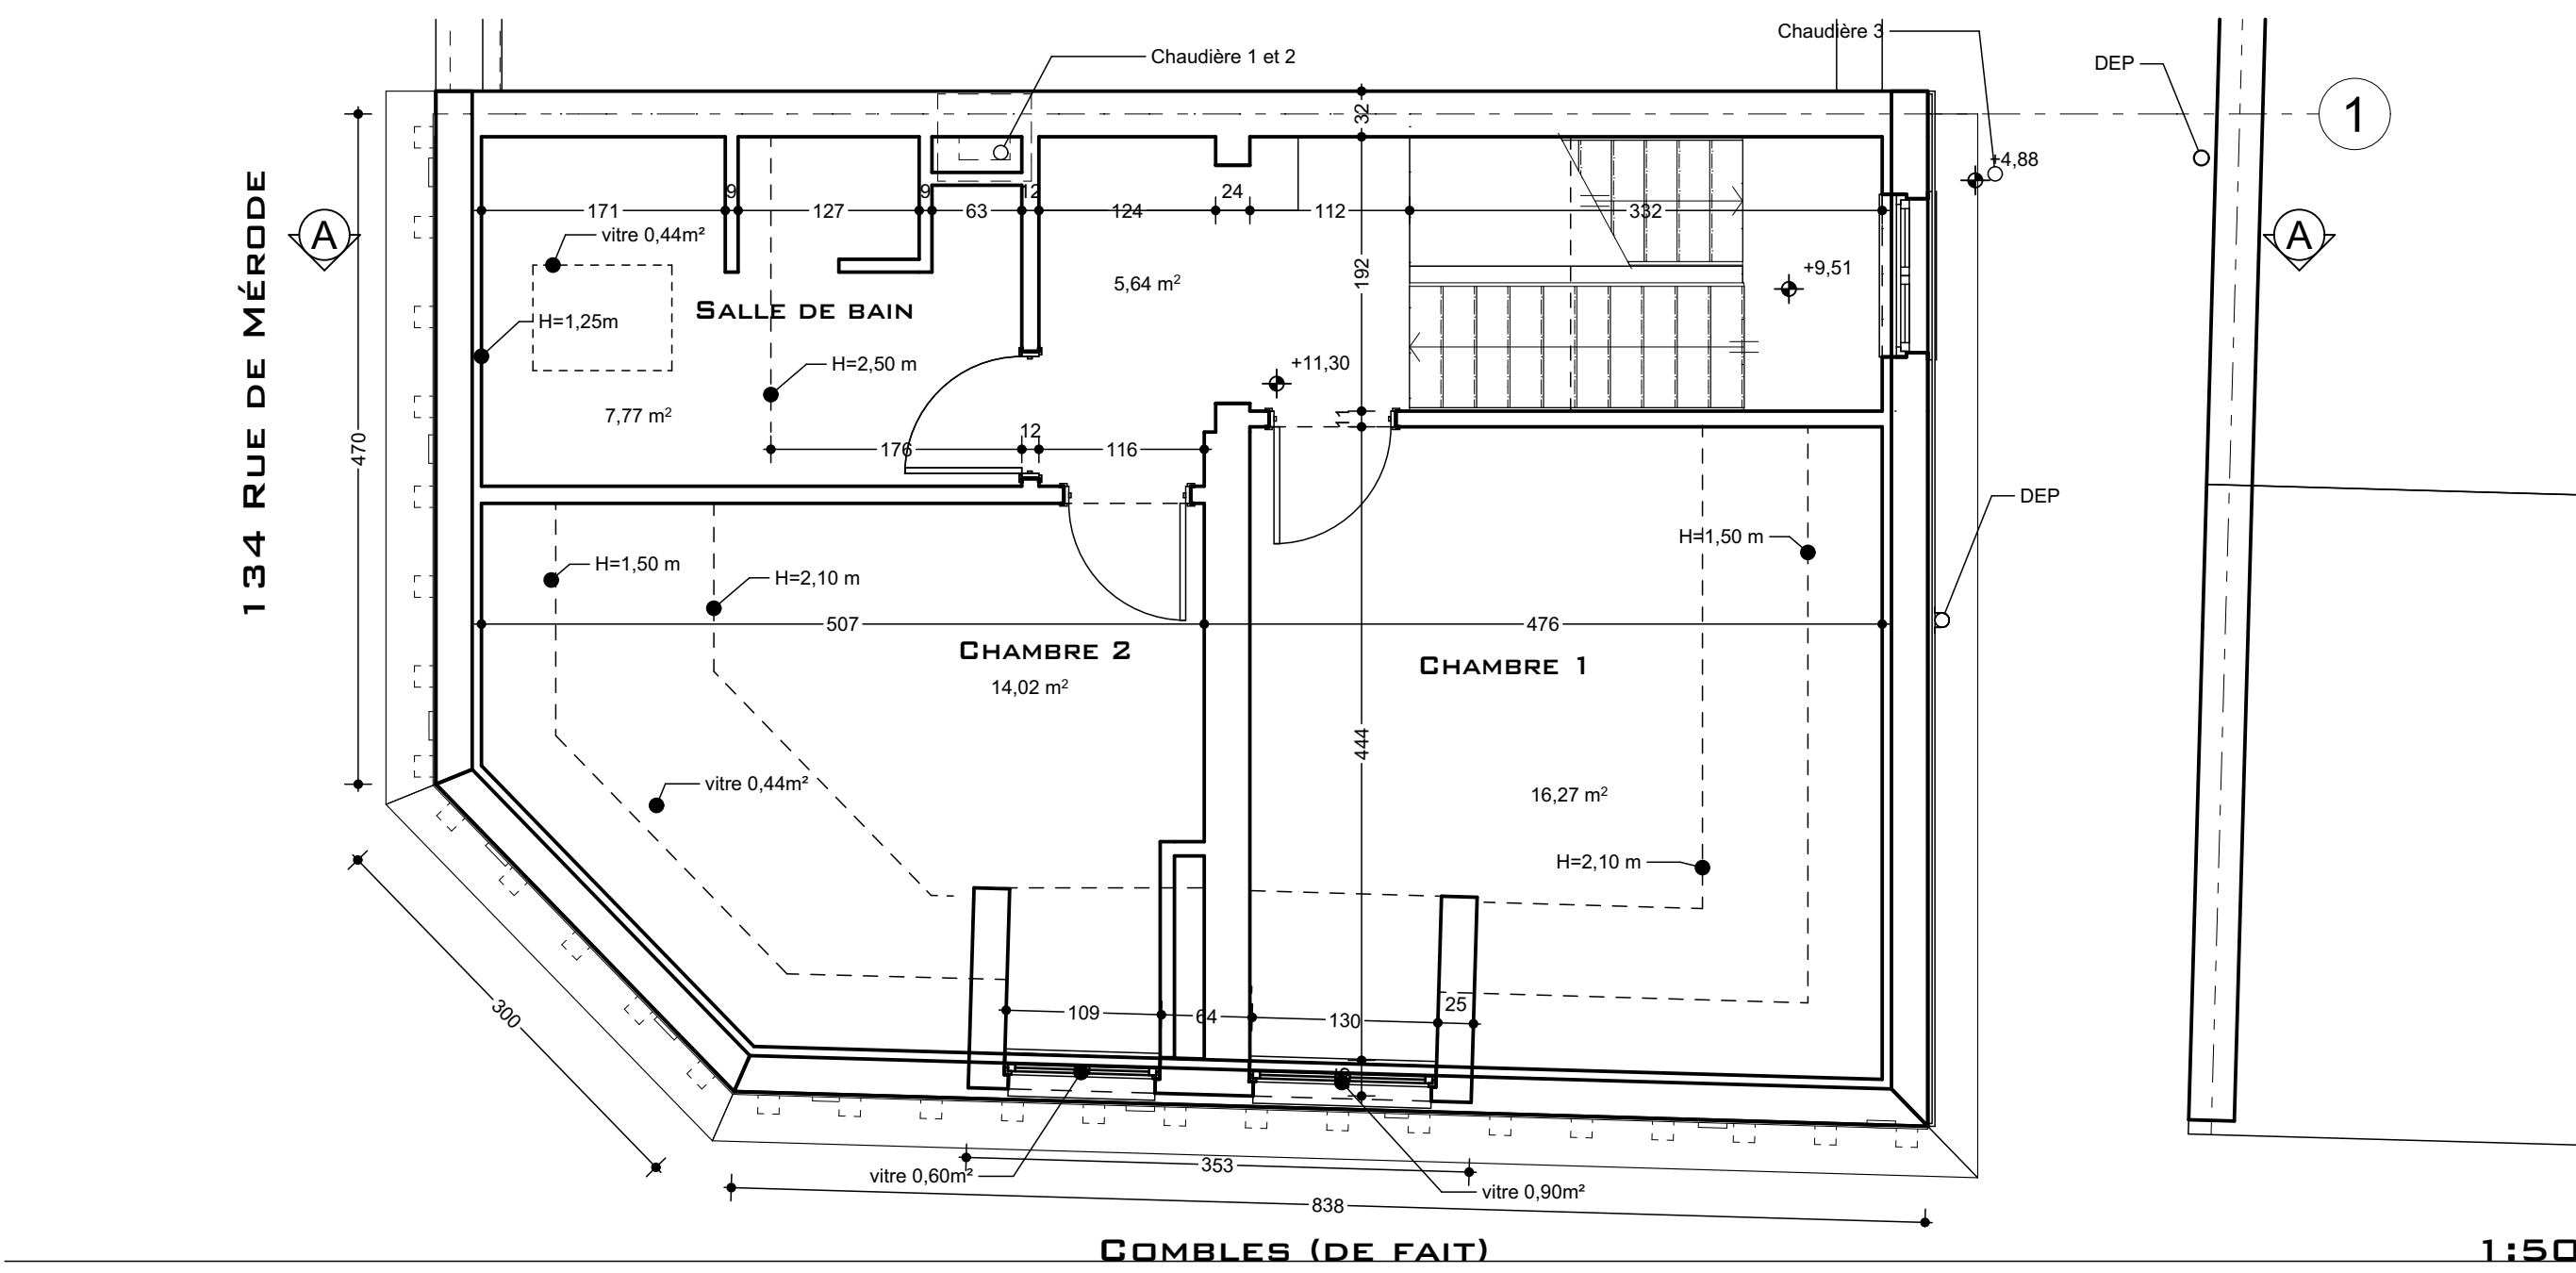 Chaudière 3
Chaudière 1 et 2
DEP
1
32
+4,88
134 RUE DE MÉRODE
A
9
9
12
24
171
127
63
124
112
332
A
vitre 0,44m²
+9,51
192
5,64 m²
SALLE DE BAIN
H=1,25m
H=2,50 m
+11,30
7,77 m²
11
12
470
176
116
DEP
H=1,50 m
H=1,50 m
H=2,10 m
507
476
CHAMBRE 2
CHAMBRE 1
14,02 m²
444
vitre 0,44m²
16,27 m²
H=2,10 m
300
109
64
130
25
353
vitre 0,60m²
vitre 0,90m²
838
COMBLES (DE FAIT)
1:50